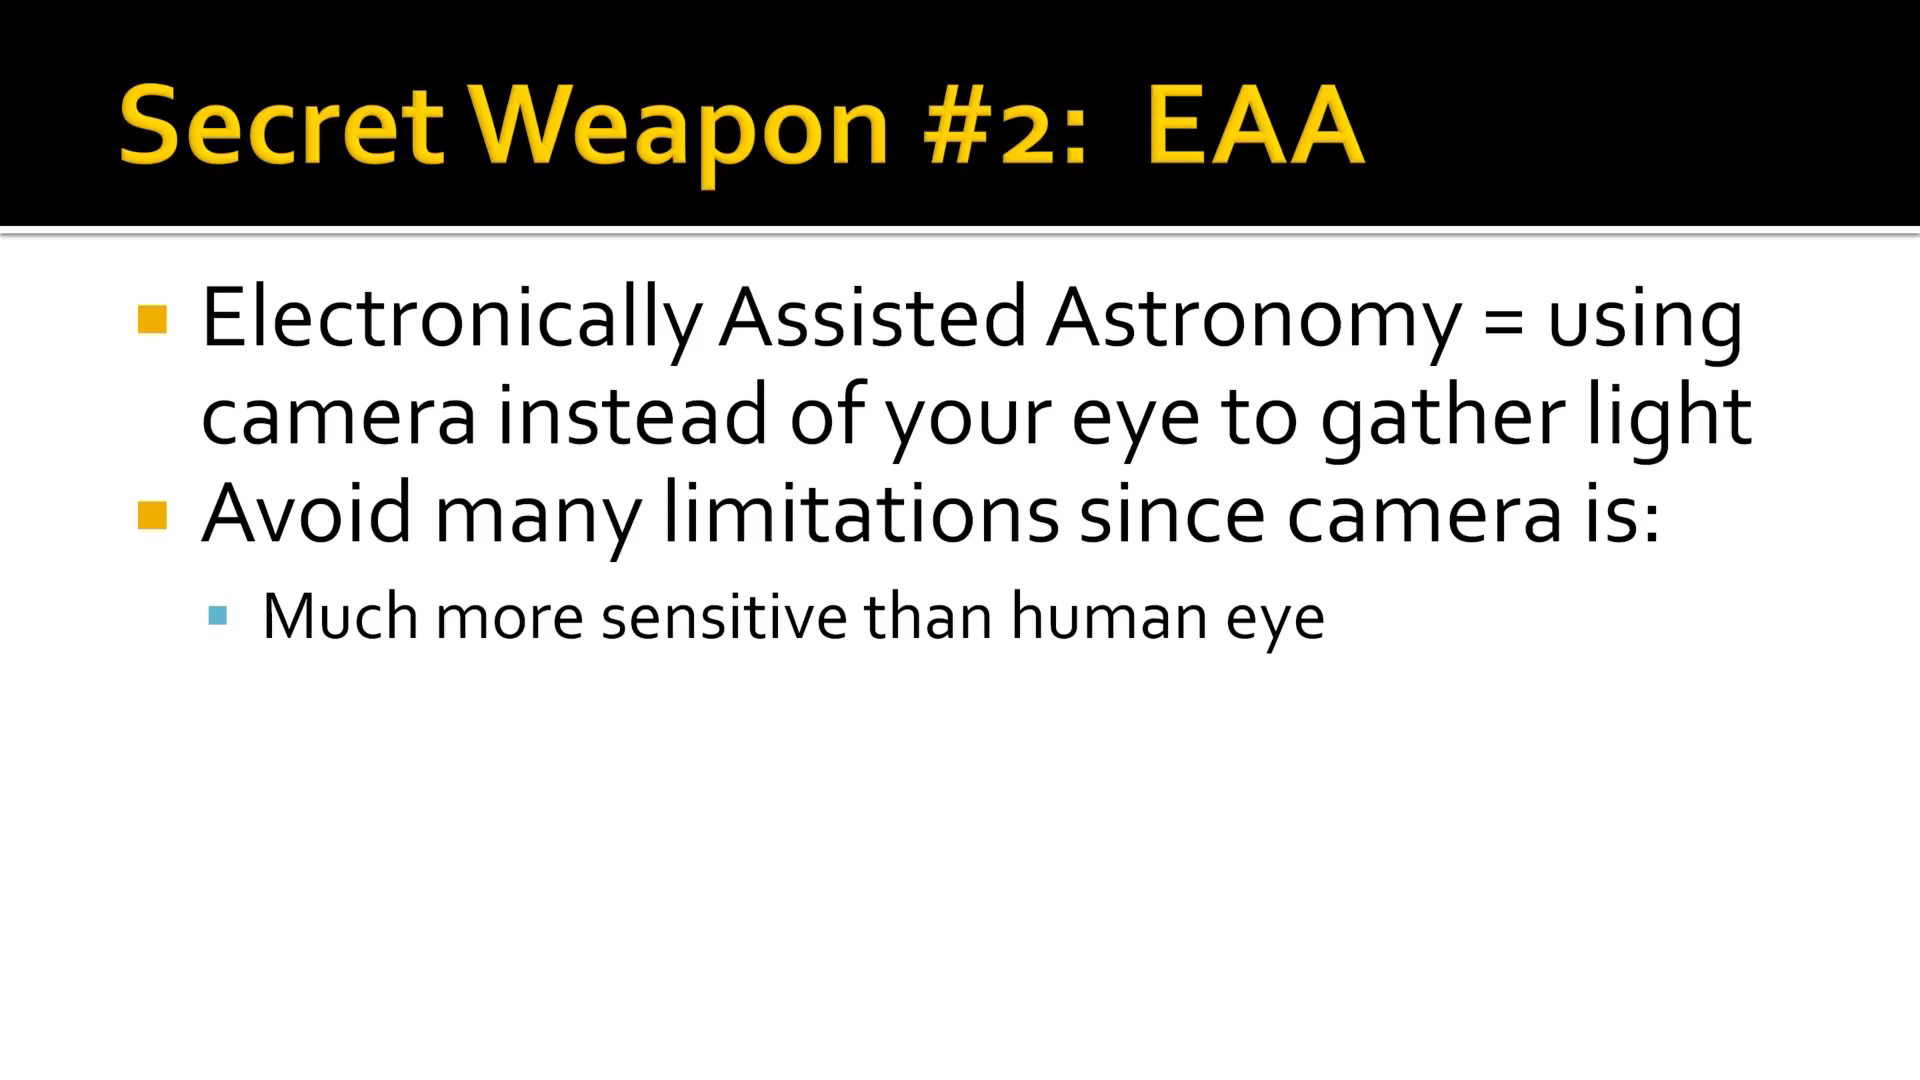 Secret Weapon #2: EAA
Electronically Assisted Astronomy = using
camera instead of your eye to gather light
Avoid many limitations since camera is:
Much more sensitive than human eye